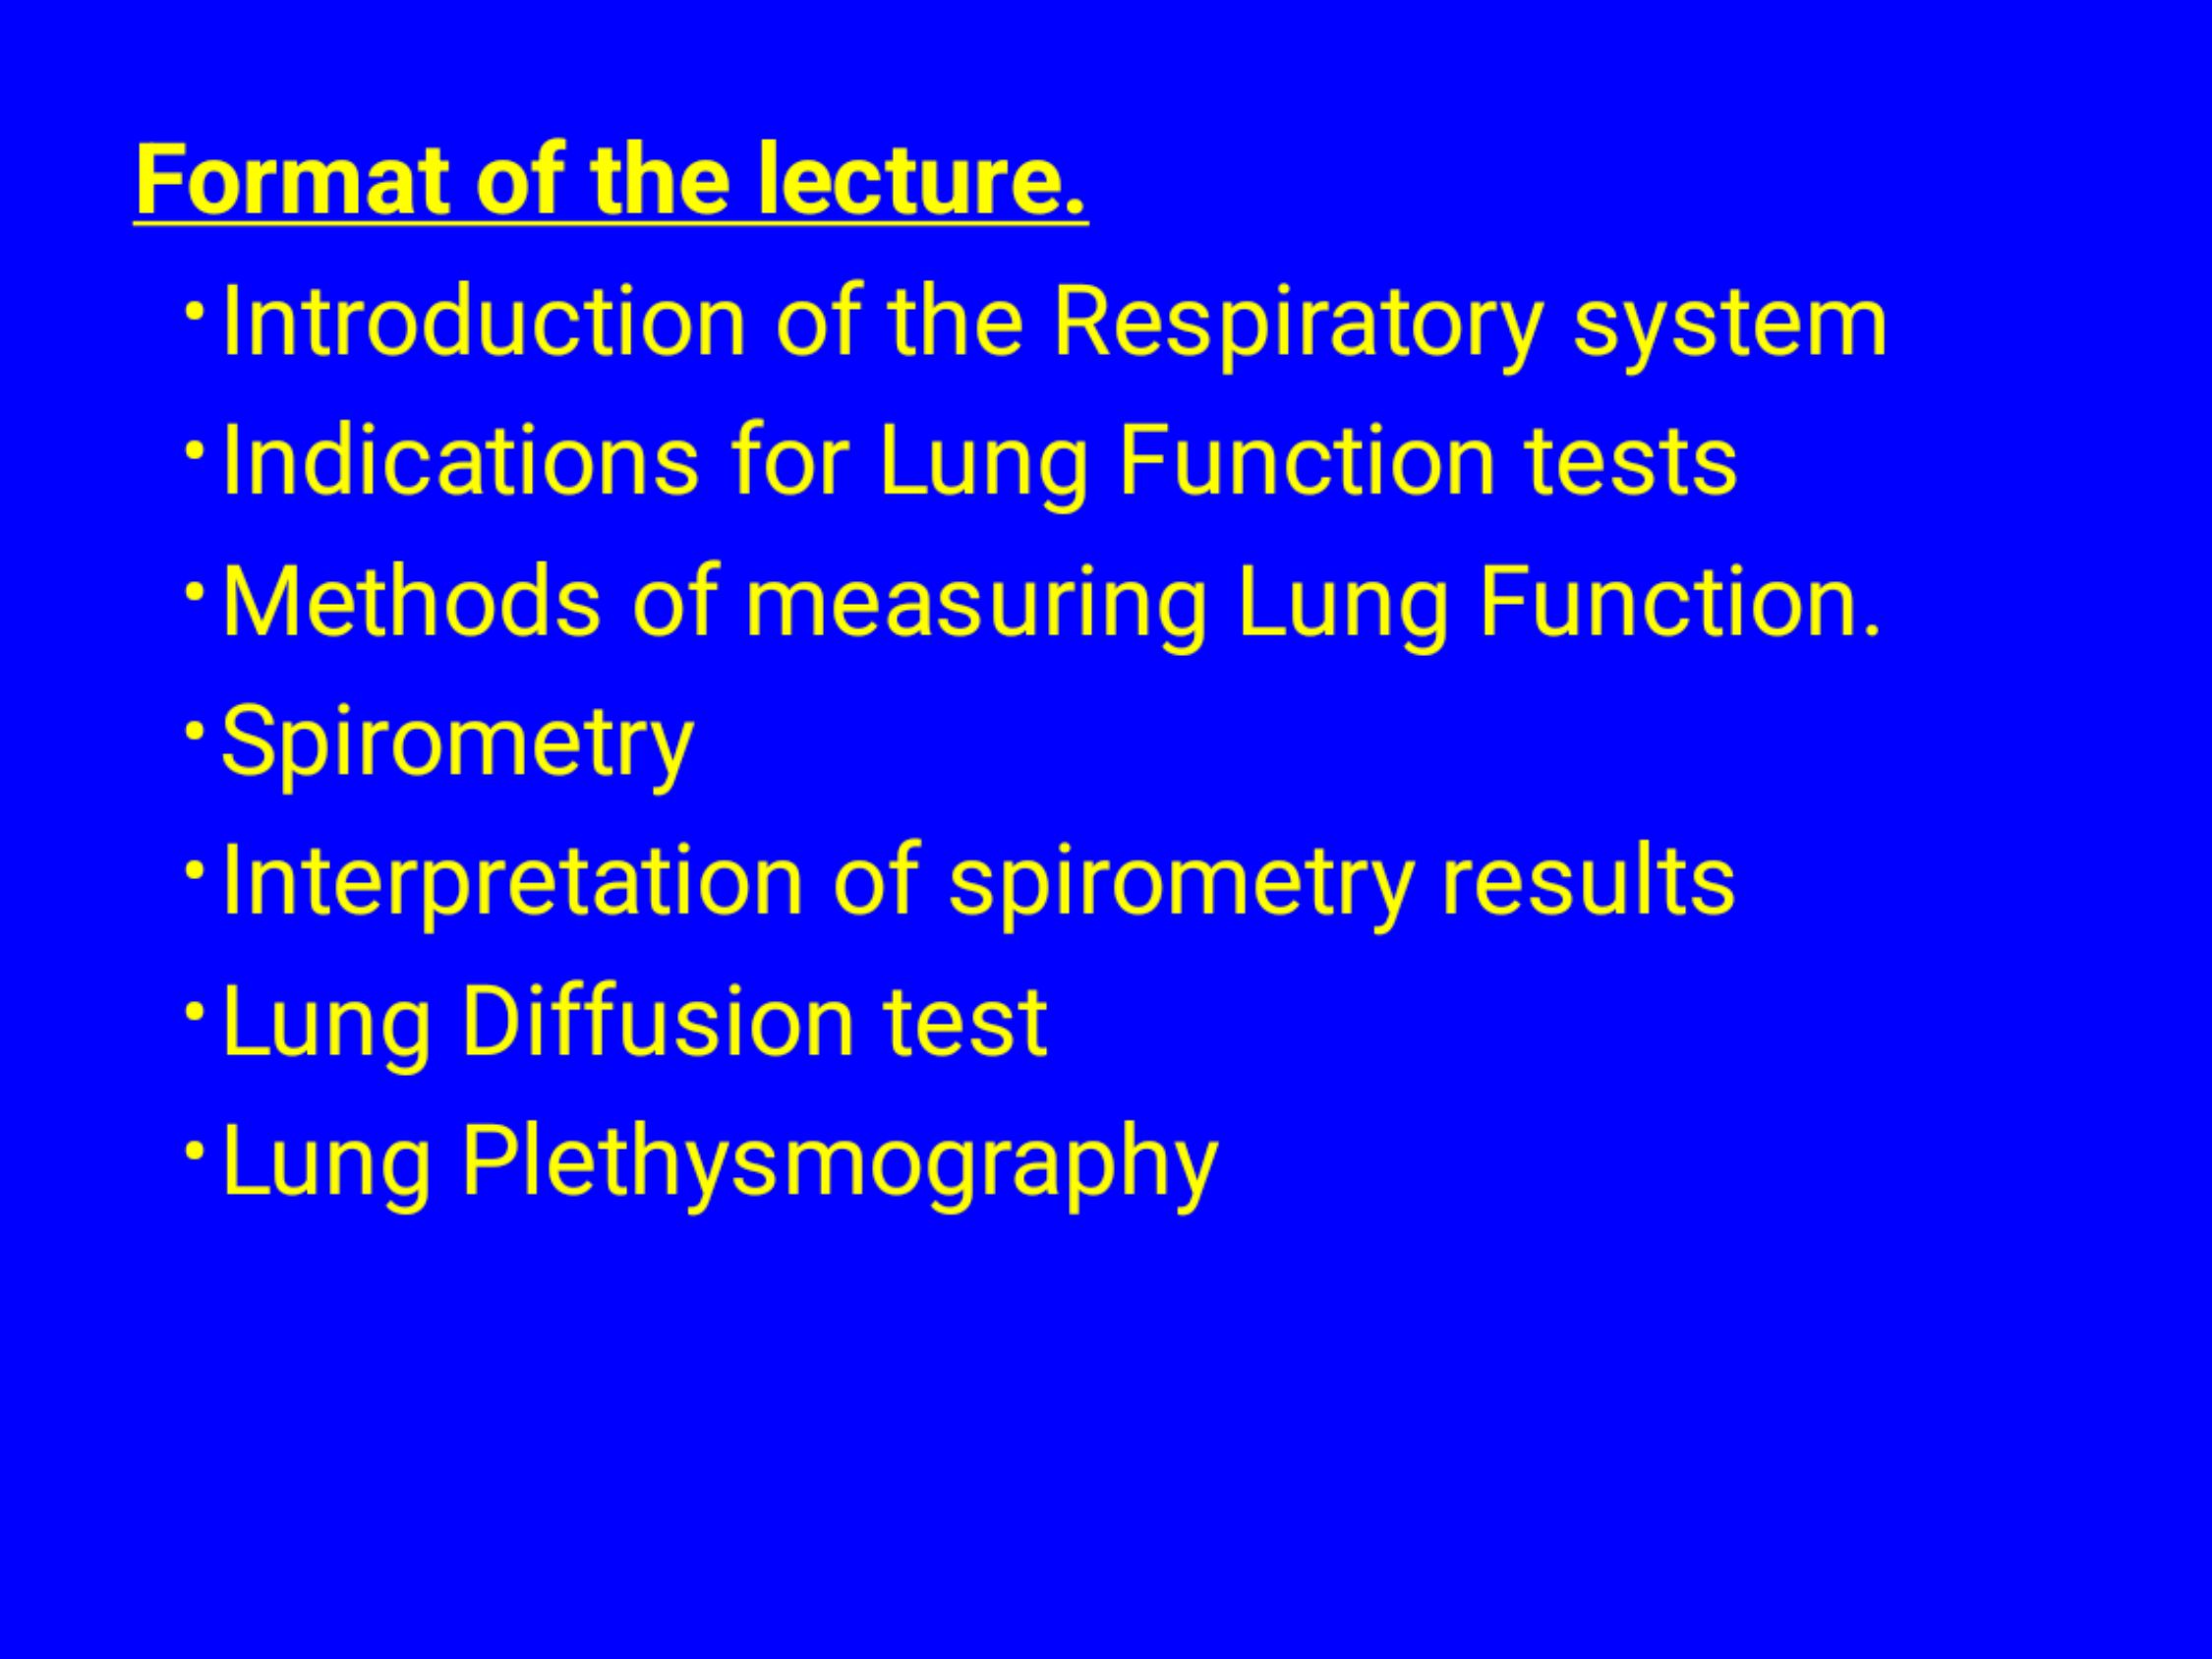 Format of the lecture.
•Introduction of the Respiratory system
•Indications for Lung Function tests
•Methods of measuring Lung Function.
•Spirometry
•Interpretation of spirometry results
•Lung Diffusion test
•Lung Plethysmography